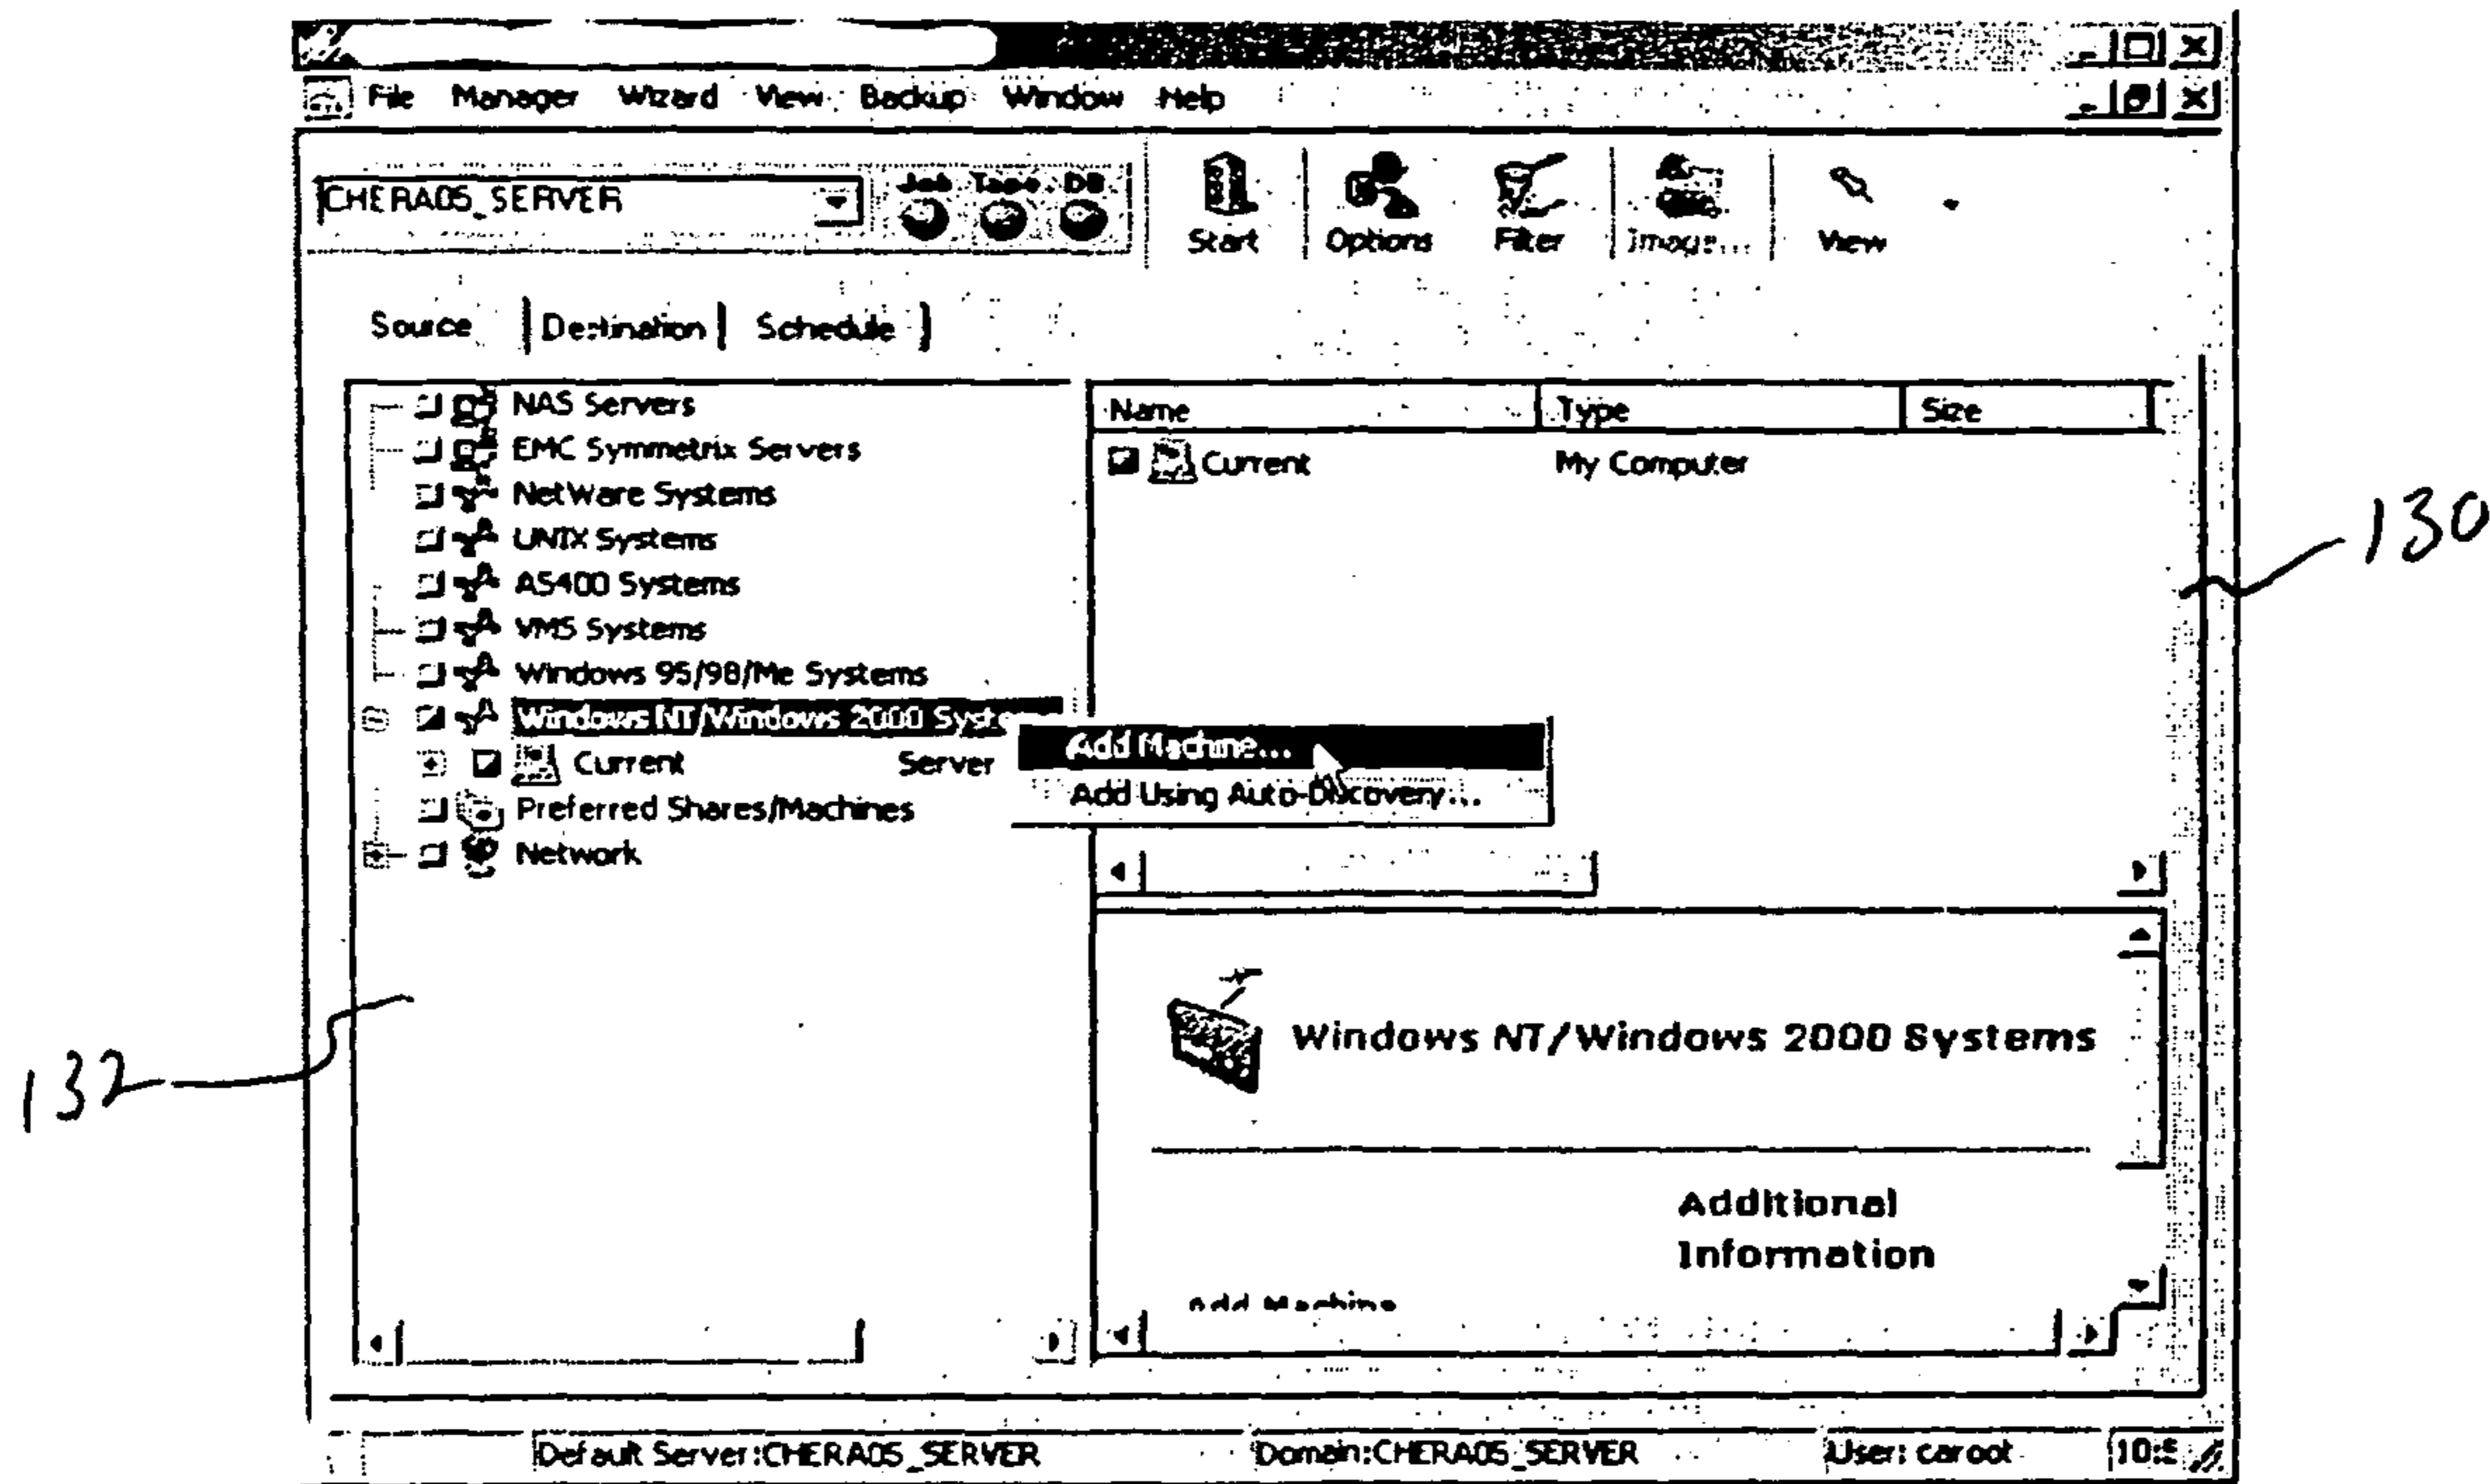 File Manager Wizard View Backup Window Help
CHERA05_SERVER
Job Tape DB
Start Options Filter Image... View
Source Destination Schedule
NAS Servers
EMC Symmetrix Servers
NetWare Systems
UNIX Systems
AS400 Systems
VMS Systems
Windows 95/98/Me Systems
Windows NT/Windows 2000 Syste
Current Server
Preferred Shares/Machines
Network
Add Machine...
Add Using Auto-Discovery...
Name Type Size
Current My Computer
130
132
Windows NT/Windows 2000 Systems
Additional
Information
Add Machine
Default Server:CHERA05_SERVER Domain:CHERA05_SERVER User: caroot